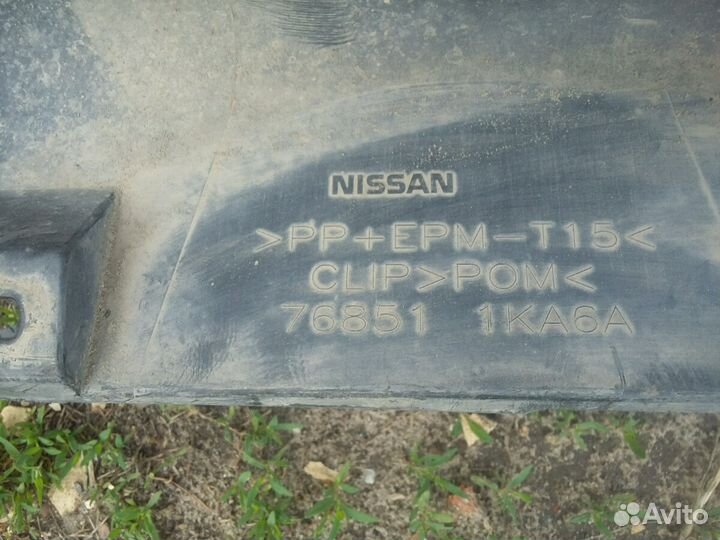 NISSAN
>PP+EPM-T15<
CLIP>POM<
76851 1KA6A
Avito